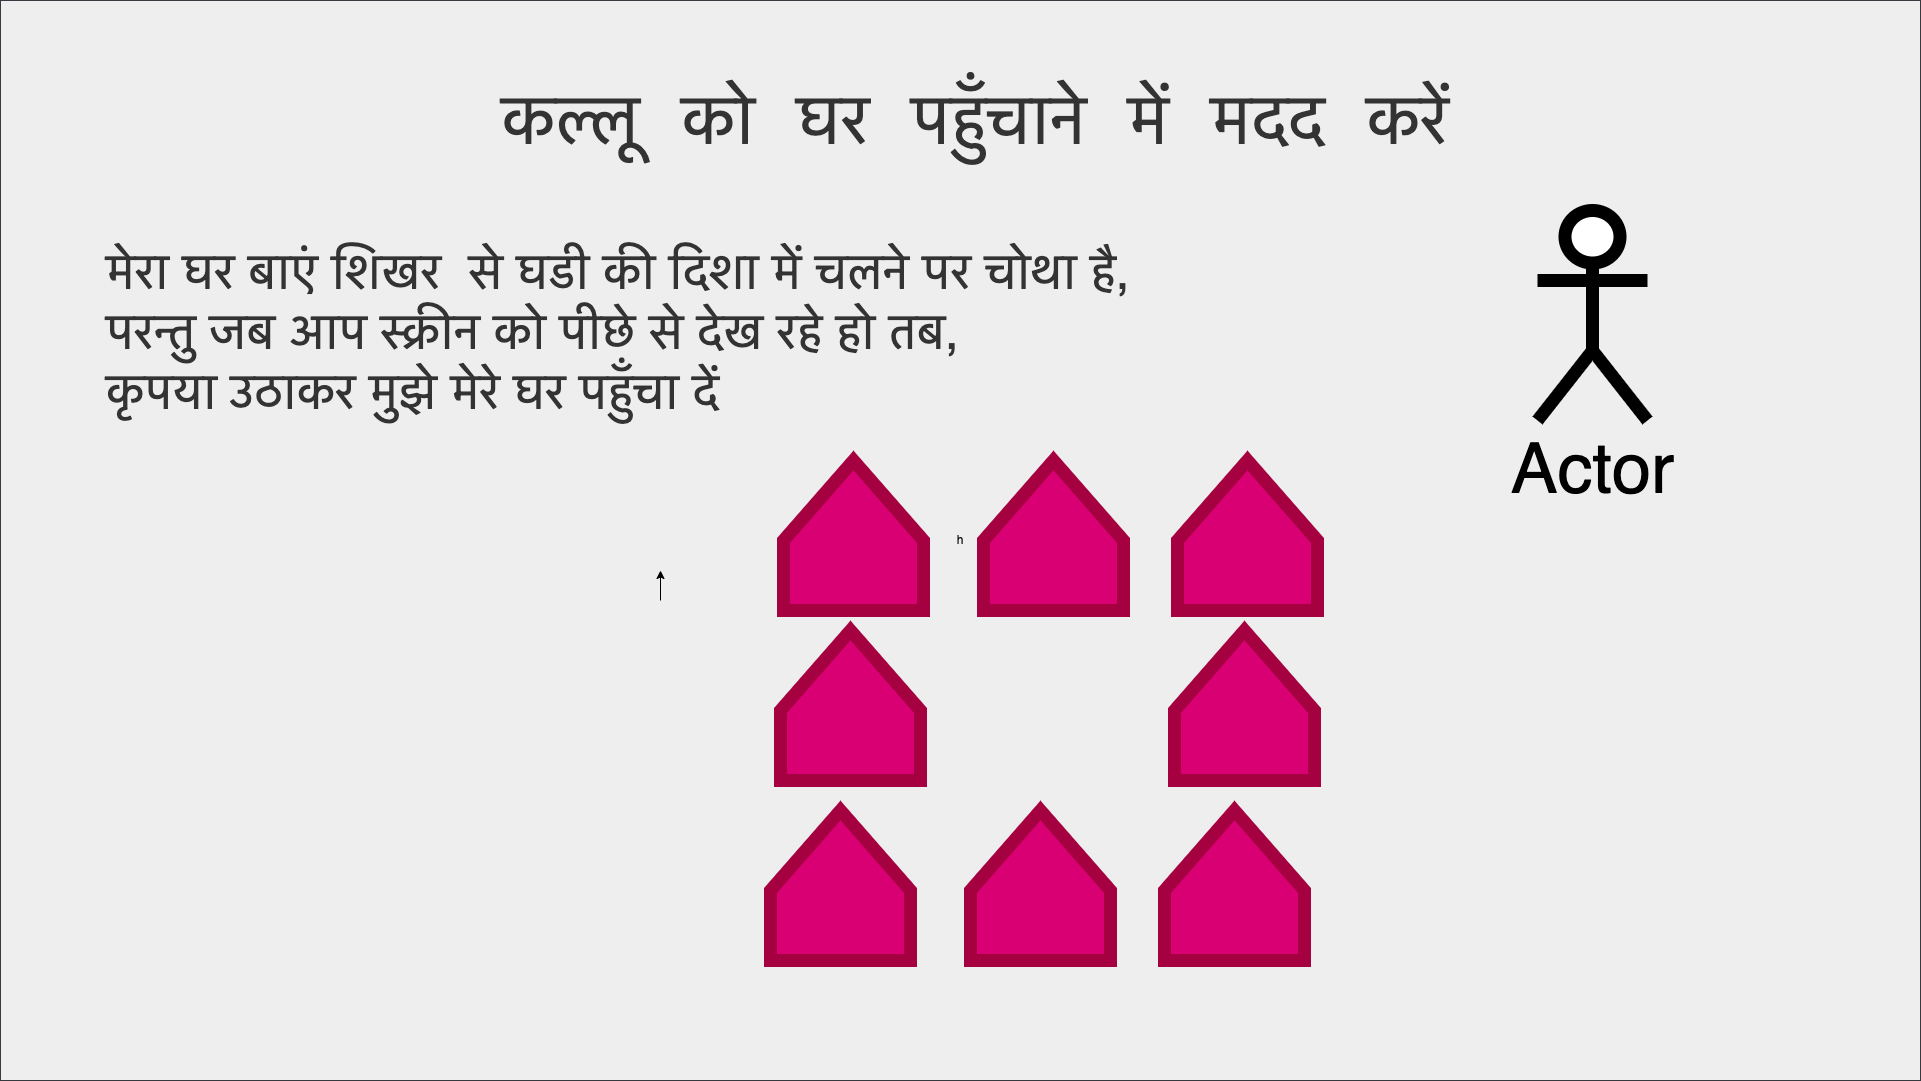 कल्लू को घर पहुँचाने में मदद करें
मेरा घर बाएं शिखर से घडी की दिशा में चलने पर चोथा है,
परन्तु जब आप स्क्रीन को पीछे से देख रहे हो तब,
कृपया उठाकर मुझे मेरे घर पहुँचा दें
Actor
h